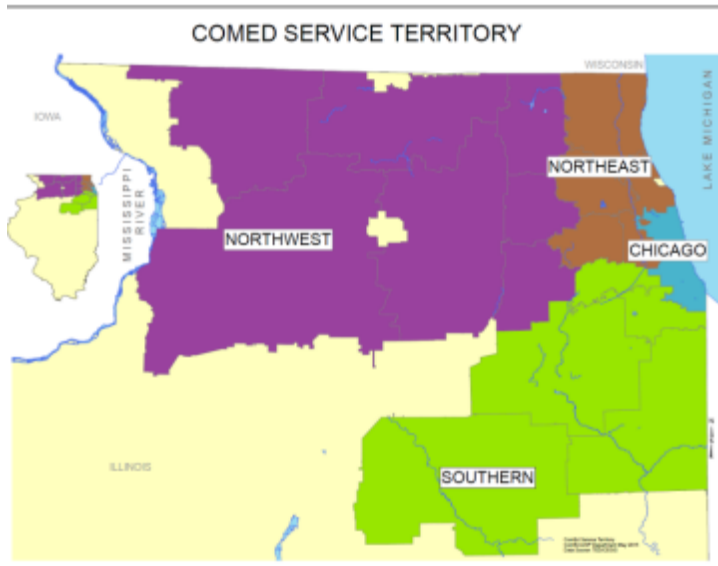 COMED SERVICE TERRITORY
WISCONSIN
IOWA
LAKE MICHIGAN
NORTHEAST
MISSISSIPPI
RIVER
NORTHWEST
CHICAGO
ILLINOIS
SOUTHERN